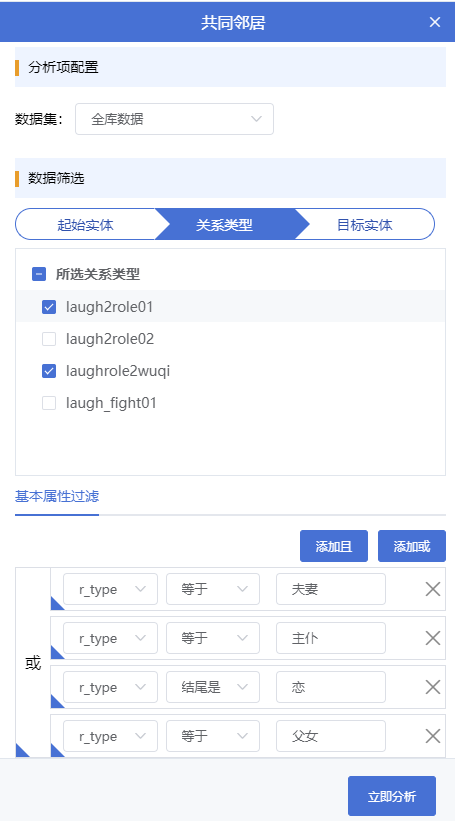 共同邻居
分析项配置
数据集： 全库数据
数据筛选
起始实体 关系类型 目标实体
所选关系类型
laugh2role01
laugh2role02
laughrole2wuqi
laugh_fight01
基本属性过滤
添加且 添加或
r_type 等于 夫妻
r_type 等于 主仆
或
r_type 结尾是 恋
r_type 等于 父女
立即分析